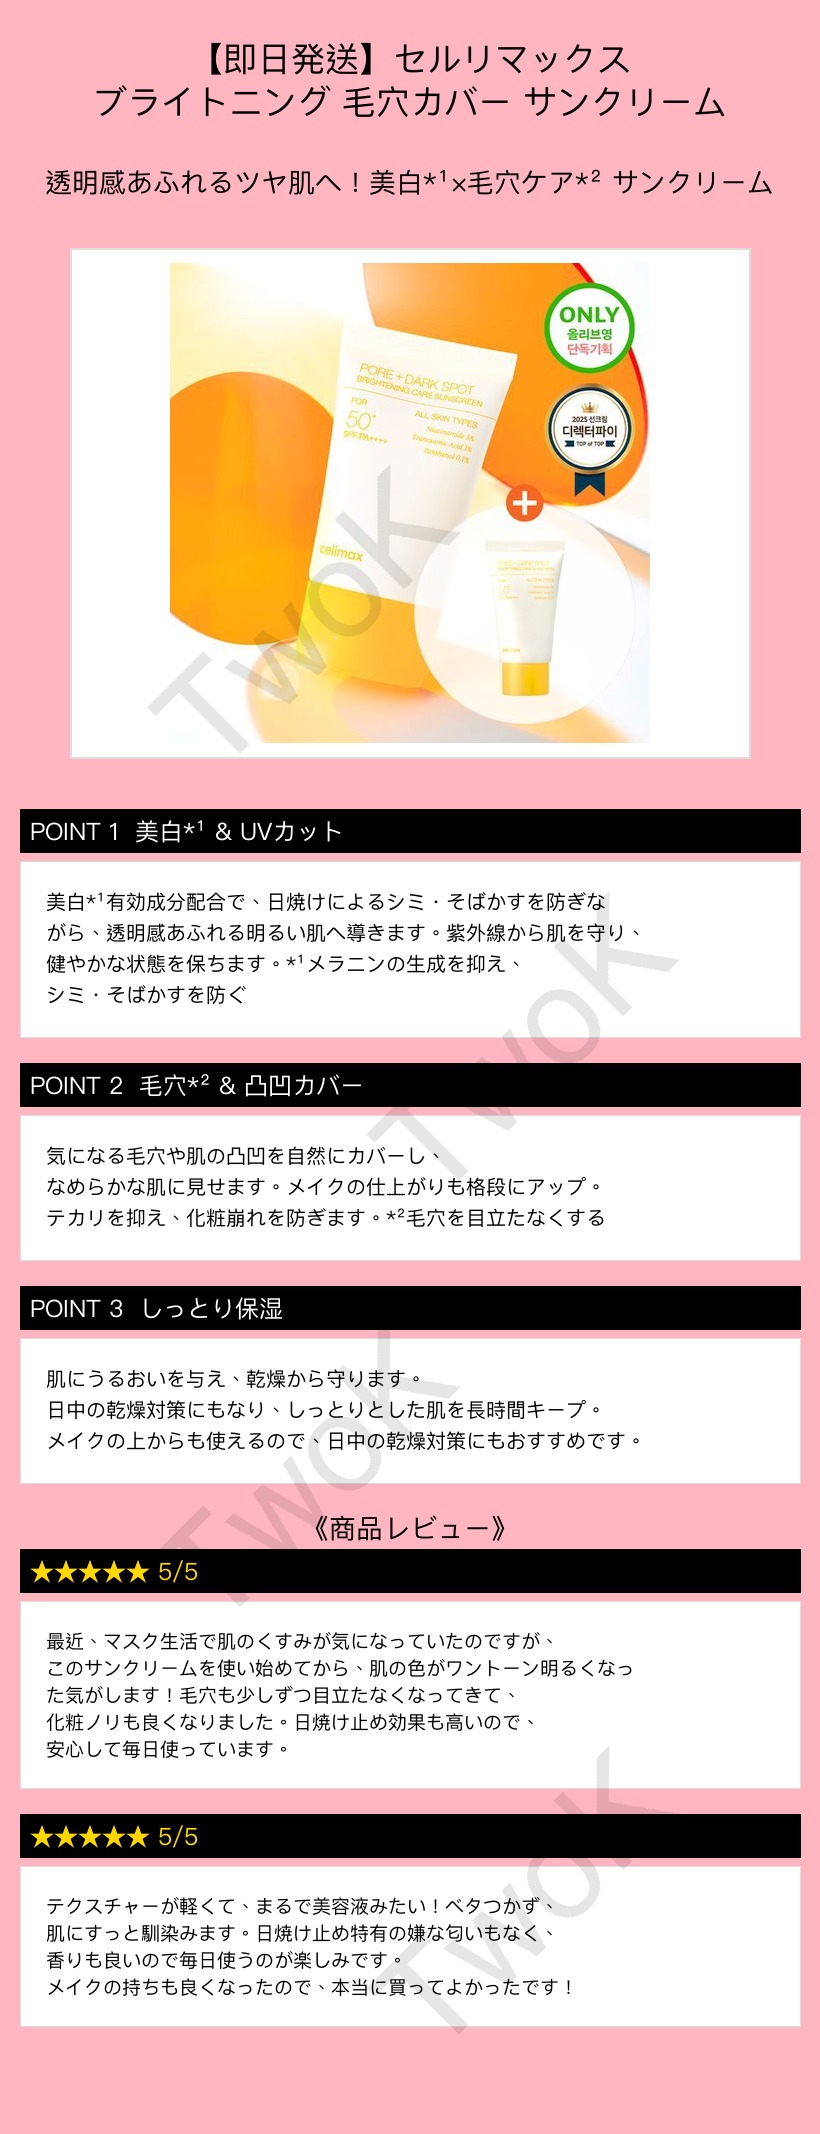 【即日発送】セルリマックス
ブライトニング 毛穴カバー サンクリーム
透明感あふれるツヤ肌へ！美白*¹×毛穴ケア*² サンクリーム
ONLY
올리브영
단독기획
PORE + DARK SPOT
BRIGHTENING CARE SUNSCREEN
FOR
ALL SKIN TYPES
50+
SPF/PA++++
Niacinamide 5%
Tranexamic Acid 1%
Panthenol 0.1%
celimax
2025 선크림
디렉터파이
TOP of TOP
+
PORE + DARK SPOT
BRIGHTENING CARE SUNSCREEN
ALL SKIN TYPES
50+
TwoK
POINT 1 美白*¹ & UVカット
美白*¹有効成分配合で、日焼けによるシミ・そばかすを防ぎな
がら、透明感あふれる明るい肌へ導きます。紫外線から肌を守り、
健やかな状態を保ちます。*¹メラニンの生成を抑え、
シミ・そばかすを防ぐ
TwoK
POINT 2 毛穴*² & 凸凹カバー
気になる毛穴や肌の凸凹を自然にカバーし、
なめらかな肌に見せます。メイクの仕上がりも格段にアップ。
テカリを抑え、化粧崩れを防ぎます。*²毛穴を目立たなくする
POINT 3 しっとり保湿
肌にうるおいを与え、乾燥から守ります。
日中の乾燥対策にもなり、しっとりとした肌を長時間キープ。
メイクの上からも使えるので、日中の乾燥対策にもおすすめです。
TwoK
《商品レビュー》
★★★★★ 5/5
最近、マスク生活で肌のくすみが気になっていたのですが、
このサンクリームを使い始めてから、肌の色がワントーン明るくなっ
た気がします！毛穴も少しずつ目立たなくなってきて、
化粧ノリも良くなりました。日焼け止め効果も高いので、
安心して毎日使っています。
★★★★★ 5/5
テクスチャーが軽くて、まるで美容液みたい！ベタつかず、
肌にすっと馴染みます。日焼け止め特有の嫌な匂いもなく、
香りも良いので毎日使うのが楽しみです。
メイクの持ちも良くなったので、本当に買ってよかったです！
TwoK